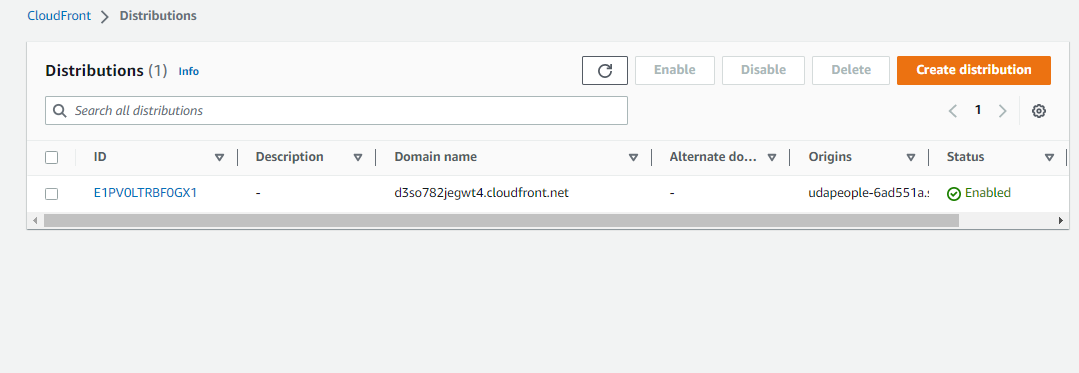 CloudFront > Distributions
Distributions (1) Info Enable Disable Delete Create distribution
Search all distributions 1
ID Description Domain name Alternate do... Origins Status
E1PV0LTRBF0GX1 - d3so782jegwt4.cloudfront.net - udapeople-6ad551a.s Enabled